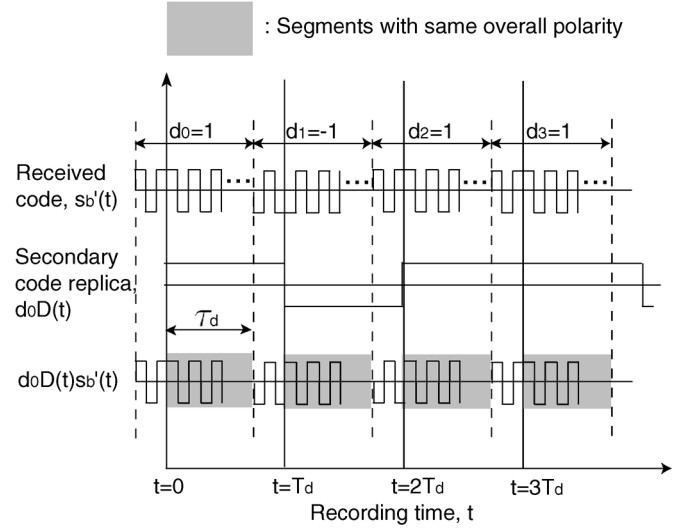 : Segments with same overall polarity
d0=1 d1=-1 d2=1 d3=1
Received
code, sb'(t)
Secondary
code replica,
d0D(t)
τd
d0D(t)sb'(t)
t=0 t=Td t=2Td t=3Td
Recording time, t